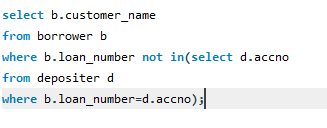 select b.customer_name
from borrower b
where b.loan_number not in(select d.accno
from depositer d
where b.loan_number=d.accno);